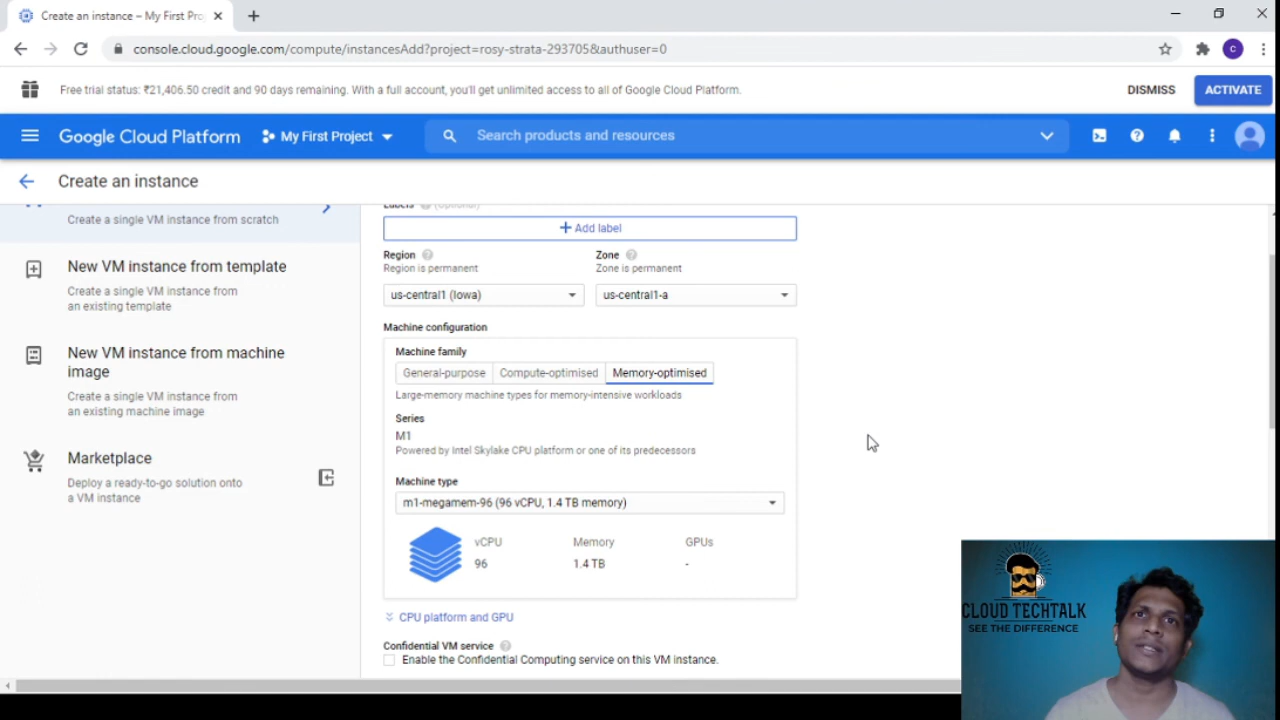 Create an instance – My First Pro
console.cloud.google.com/compute/instancesAdd?project=rosy-strata-293705&authuser=0
C
Free trial status: ₹21,406.50 credit and 90 days remaining. With a full account, you'll get unlimited access to all of Google Cloud Platform.
DISMISS
ACTIVATE
Google Cloud Platform
My First Project
Search products and resources
Create an instance
Create a single VM instance from scratch
New VM instance from template
Create a single VM instance from
an existing template
New VM instance from machine
image
Create a single VM instance from
an existing machine image
Marketplace
Deploy a ready-to-go solution onto
a VM instance
Labels (Optional)
+ Add label
Region
Region is permanent
us-central1 (Iowa)
Zone
Zone is permanent
us-central1-a
Machine configuration
Machine family
General-purpose
Compute-optimised
Memory-optimised
Large-memory machine types for memory-intensive workloads
Series
M1
Powered by Intel Skylake CPU platform or one of its predecessors
Machine type
m1-megamem-96 (96 vCPU, 1.4 TB memory)
vCPU
96
Memory
1.4 TB
GPUs
-
CPU platform and GPU
Confidential VM service
Enable the Confidential Computing service on this VM instance.
CLOUD TECHTALK
SEE THE DIFFERENCE